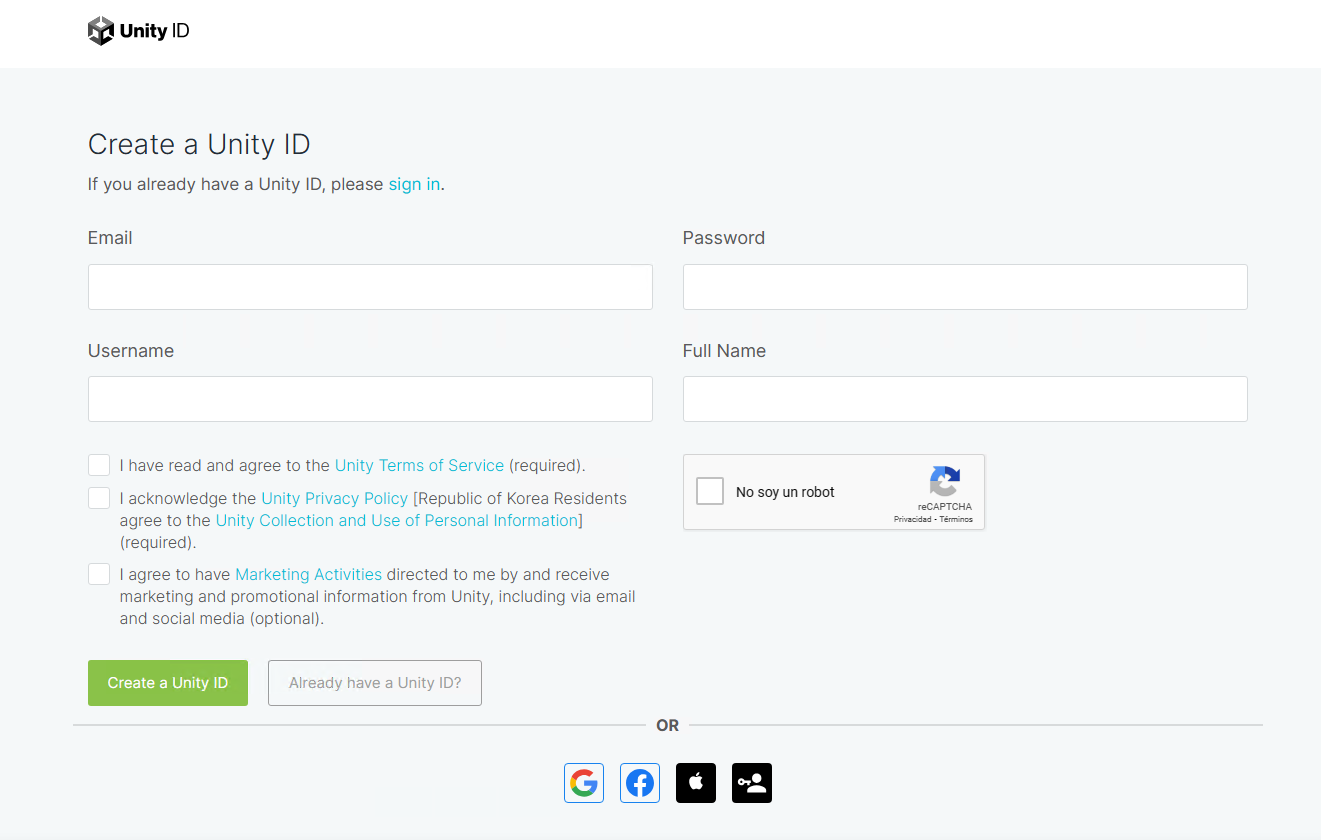 Unity ID
Create a Unity ID
If you already have a Unity ID, please sign in.
Email
Password
Username
Full Name
I have read and agree to the Unity Terms of Service (required).
I acknowledge the Unity Privacy Policy [Republic of Korea Residents
agree to the Unity Collection and Use of Personal Information]
(required).
I agree to have Marketing Activities directed to me by and receive
marketing and promotional information from Unity, including via email
and social media (optional).
No soy un robot
reCAPTCHA
Privacidad - Términos
Create a Unity ID
Already have a Unity ID?
OR